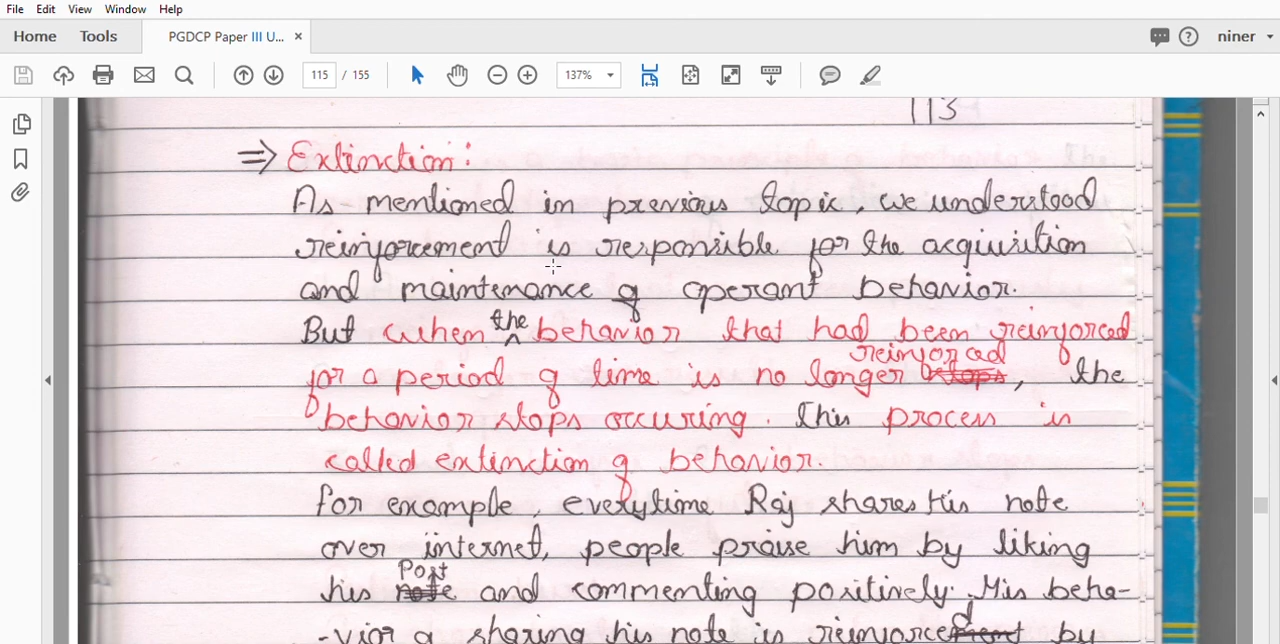 File Edit View Window Help
Home Tools PGDCP Paper III U... × niner
115 / 155 137%
113
⇒ Extinction:
As mentioned in previous topic, we understood
reinforcement is responsible for the acquisition
and maintenance of operant behavior.
But when the behavior that had been reinforced
for a period of time is no longer stops reinforced, the
behavior stops occuring. This process is
called extinction of behavior.
for example, everytime Raj shares his note
over internet, people praise him by liking
his note Post and commenting positively. His beha-
-vior of sharing his note is reinforcement d by